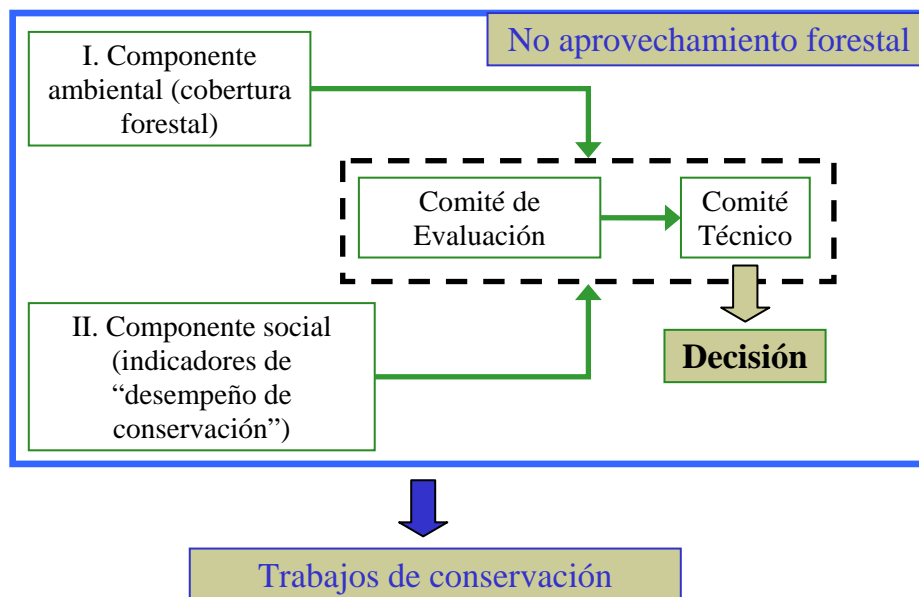 No aprovechamiento forestal
I. Componente
ambiental (cobertura
forestal)
Comité de
Evaluación
Comité
Técnico
II. Componente social
(indicadores de
“desempeño de
conservación”)
Decisión
Trabajos de conservación